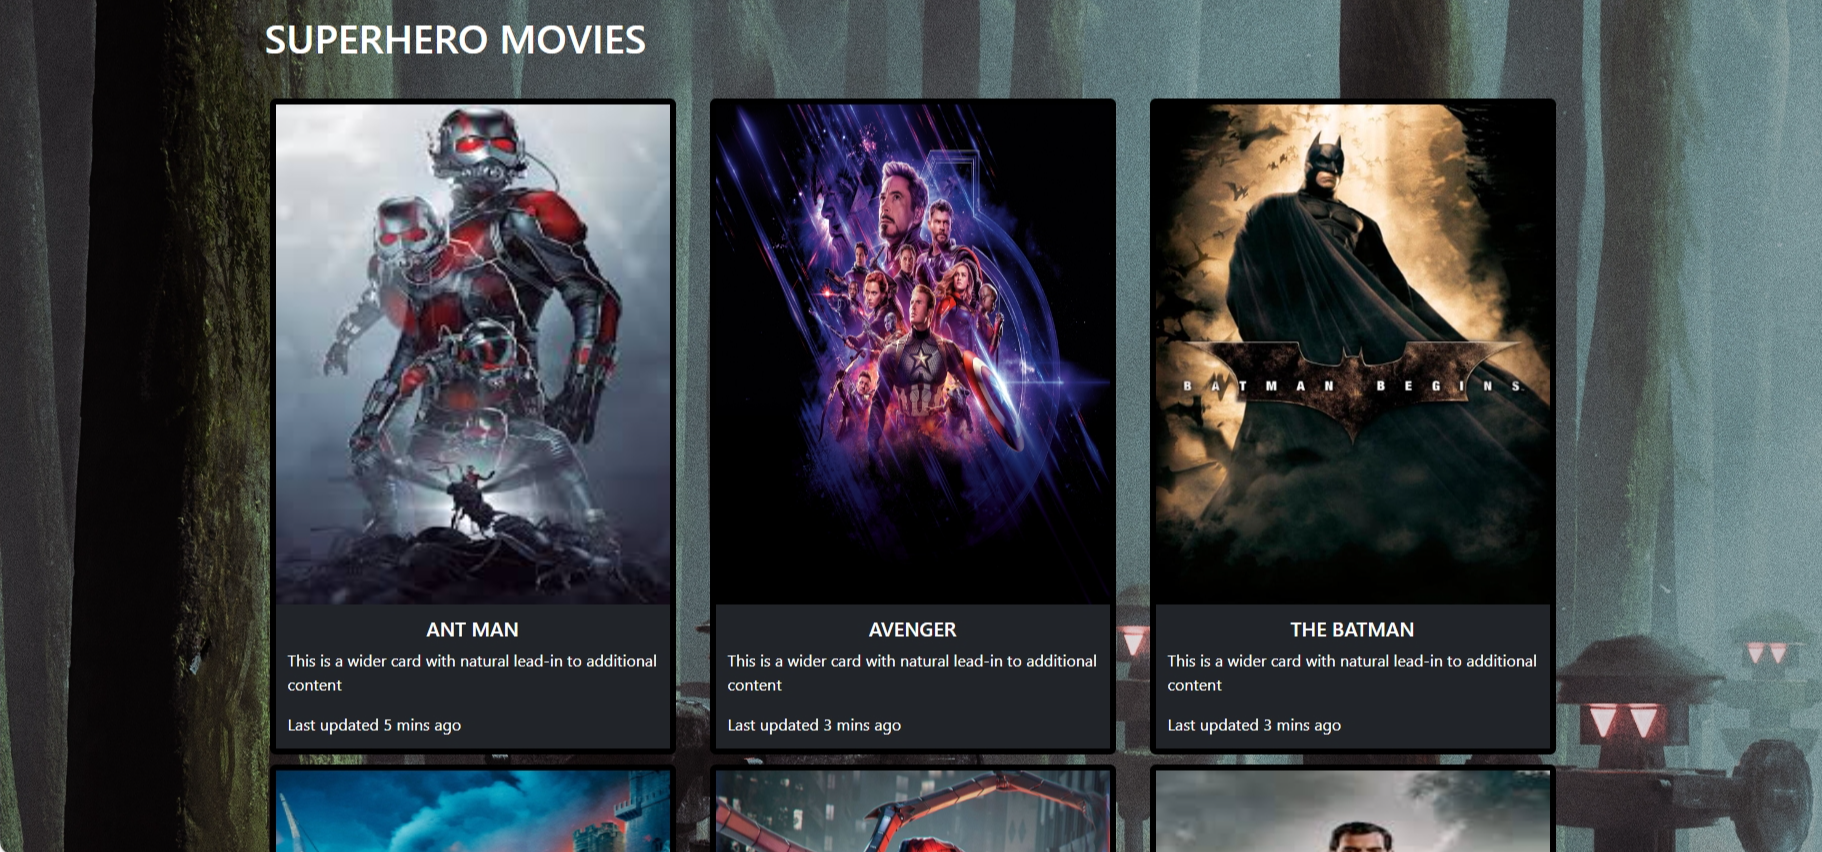 SUPERHERO MOVIES
BATMAN BEGINS
ANT MAN
This is a wider card with natural lead-in to additional
content
Last updated 5 mins ago
AVENGER
This is a wider card with natural lead-in to additional
content
Last updated 3 mins ago
THE BATMAN
This is a wider card with natural lead-in to additional
content
Last updated 3 mins ago